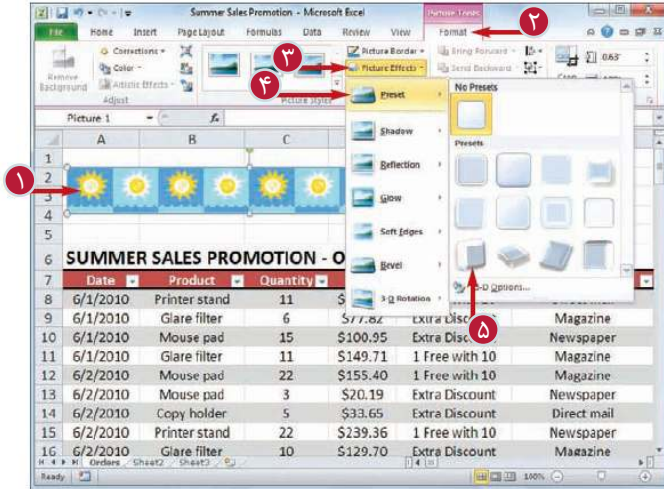 Summer Sales Promotion - Microsoft Excel
Picture Tools
File Home Insert Page Layout Formulas Data Review View Format
۲
Remove Background
Corrections
Color
Artistic Effects
Adjust
Picture Styles
Picture Border
۳
Picture Effects
Bring Forward
Send Backward
Crop
0.63"
۴
Preset
Shadow
Reflection
Glow
Soft Edges
Bevel
3-D Rotation
No Presets
Presets
3-D Options...
۵
Picture 1 fx
A B C
1
2
۱
3
4
5
6 SUMMER SALES PROMOTION - O
7 Date Product Quantity
8 6/1/2010 Printer stand 11 $
9 6/1/2010 Glare filter 6 $77.82 Extra Discount Magazine
10 6/1/2010 Mouse pad 15 $100.95 Extra Discount Newspaper
11 6/1/2010 Glare filter 11 $149.71 1 Free with 10 Magazine
12 6/2/2010 Mouse pad 22 $155.40 1 Free with 10 Magazine
13 6/2/2010 Mouse pad 3 $20.19 Extra Discount Newspaper
14 6/2/2010 Copy holder 5 $33.65 Extra Discount Direct mail
15 6/2/2010 Printer stand 22 $239.36 1 Free with 10 Newspaper
16 6/2/2010 Glare filter 10 $129.70 Extra Discount Magazine
Orders Sheet2 Sheet3
Ready 100%